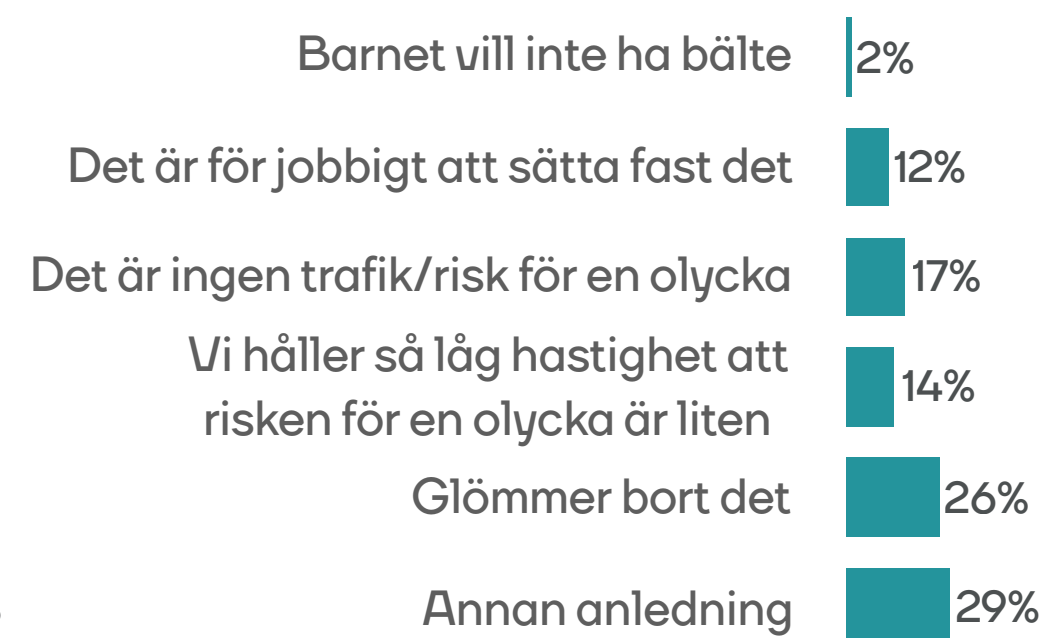 Barnet vill inte ha bälte 2%
Det är för jobbigt att sätta fast det 12%
Det är ingen trafik/risk för en olycka 17%
Vi håller så låg hastighet att
risken för en olycka är liten 14%
Glömmer bort det 26%
Annan anledning 29%